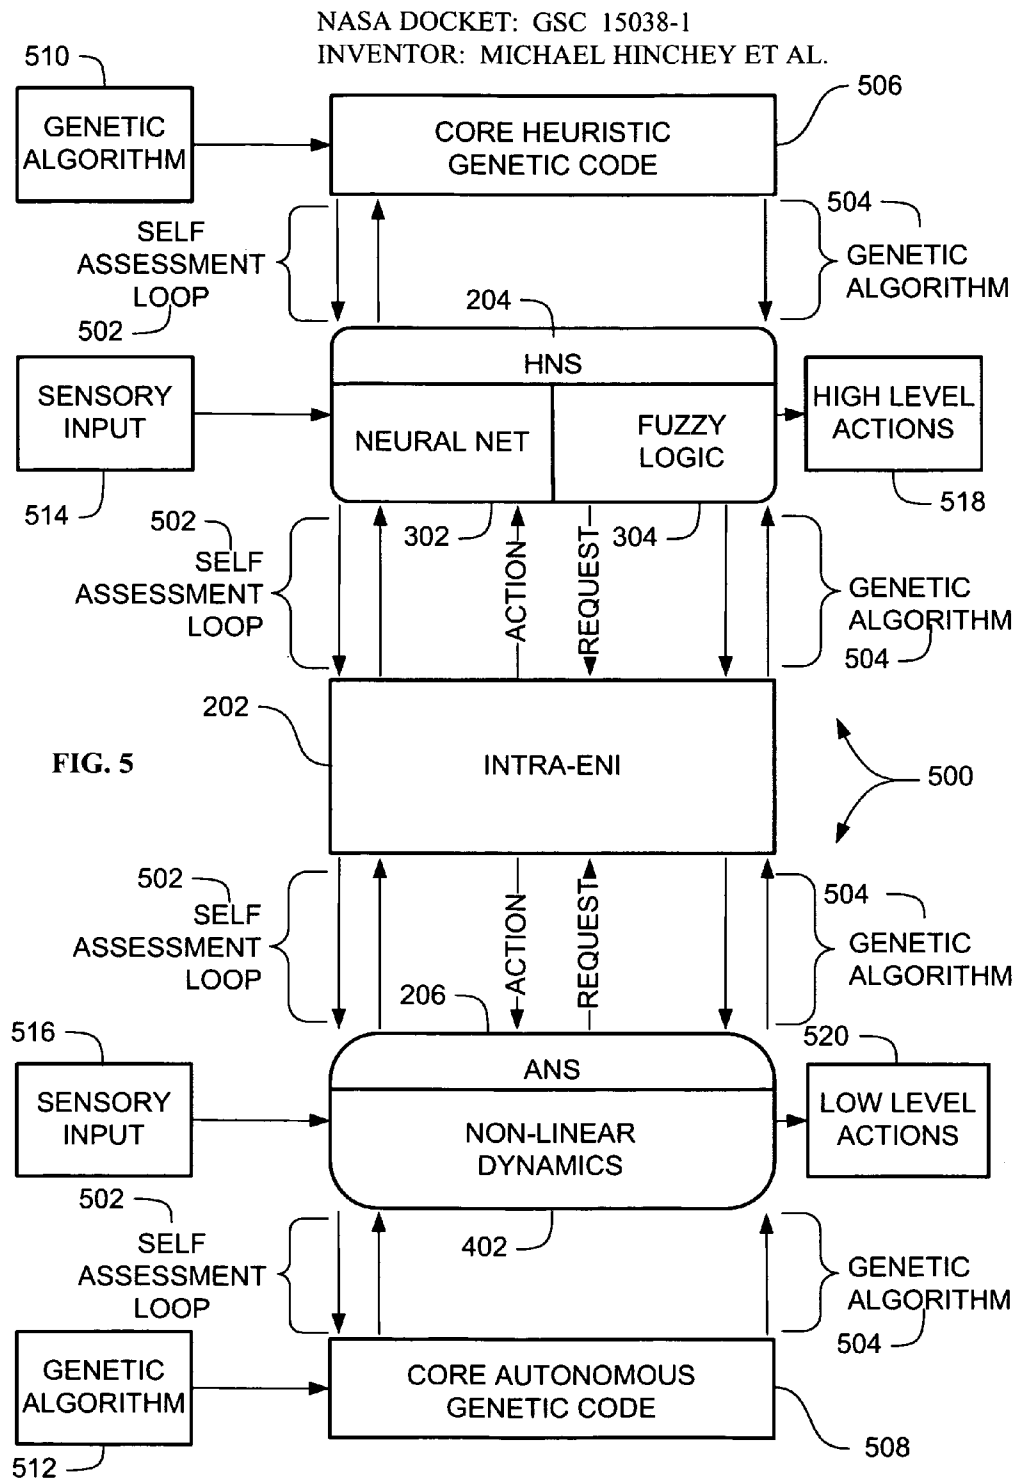 NASA DOCKET: GSC 15038-1
INVENTOR: MICHAEL HINCHEY ET AL.
510
506
GENETIC
ALGORITHM
CORE HEURISTIC
GENETIC CODE
SELF
ASSESSMENT
LOOP
502
504
GENETIC
ALGORITHM
204
HNS
SENSORY
INPUT
NEURAL NET
FUZZY
LOGIC
HIGH LEVEL
ACTIONS
514
302
304
518
502
SELF
ASSESSMENT
LOOP
ACTION
REQUEST
GENETIC
ALGORITHM
504
202
FIG. 5
INTRA-ENI
500
502
SELF
ASSESSMENT
LOOP
ACTION
REQUEST
504
GENETIC
ALGORITHM
206
516
520
ANS
SENSORY
INPUT
NON-LINEAR
DYNAMICS
LOW LEVEL
ACTIONS
502
SELF
ASSESSMENT
LOOP
402
GENETIC
ALGORITHM
504
GENETIC
ALGORITHM
CORE AUTONOMOUS
GENETIC CODE
512
508